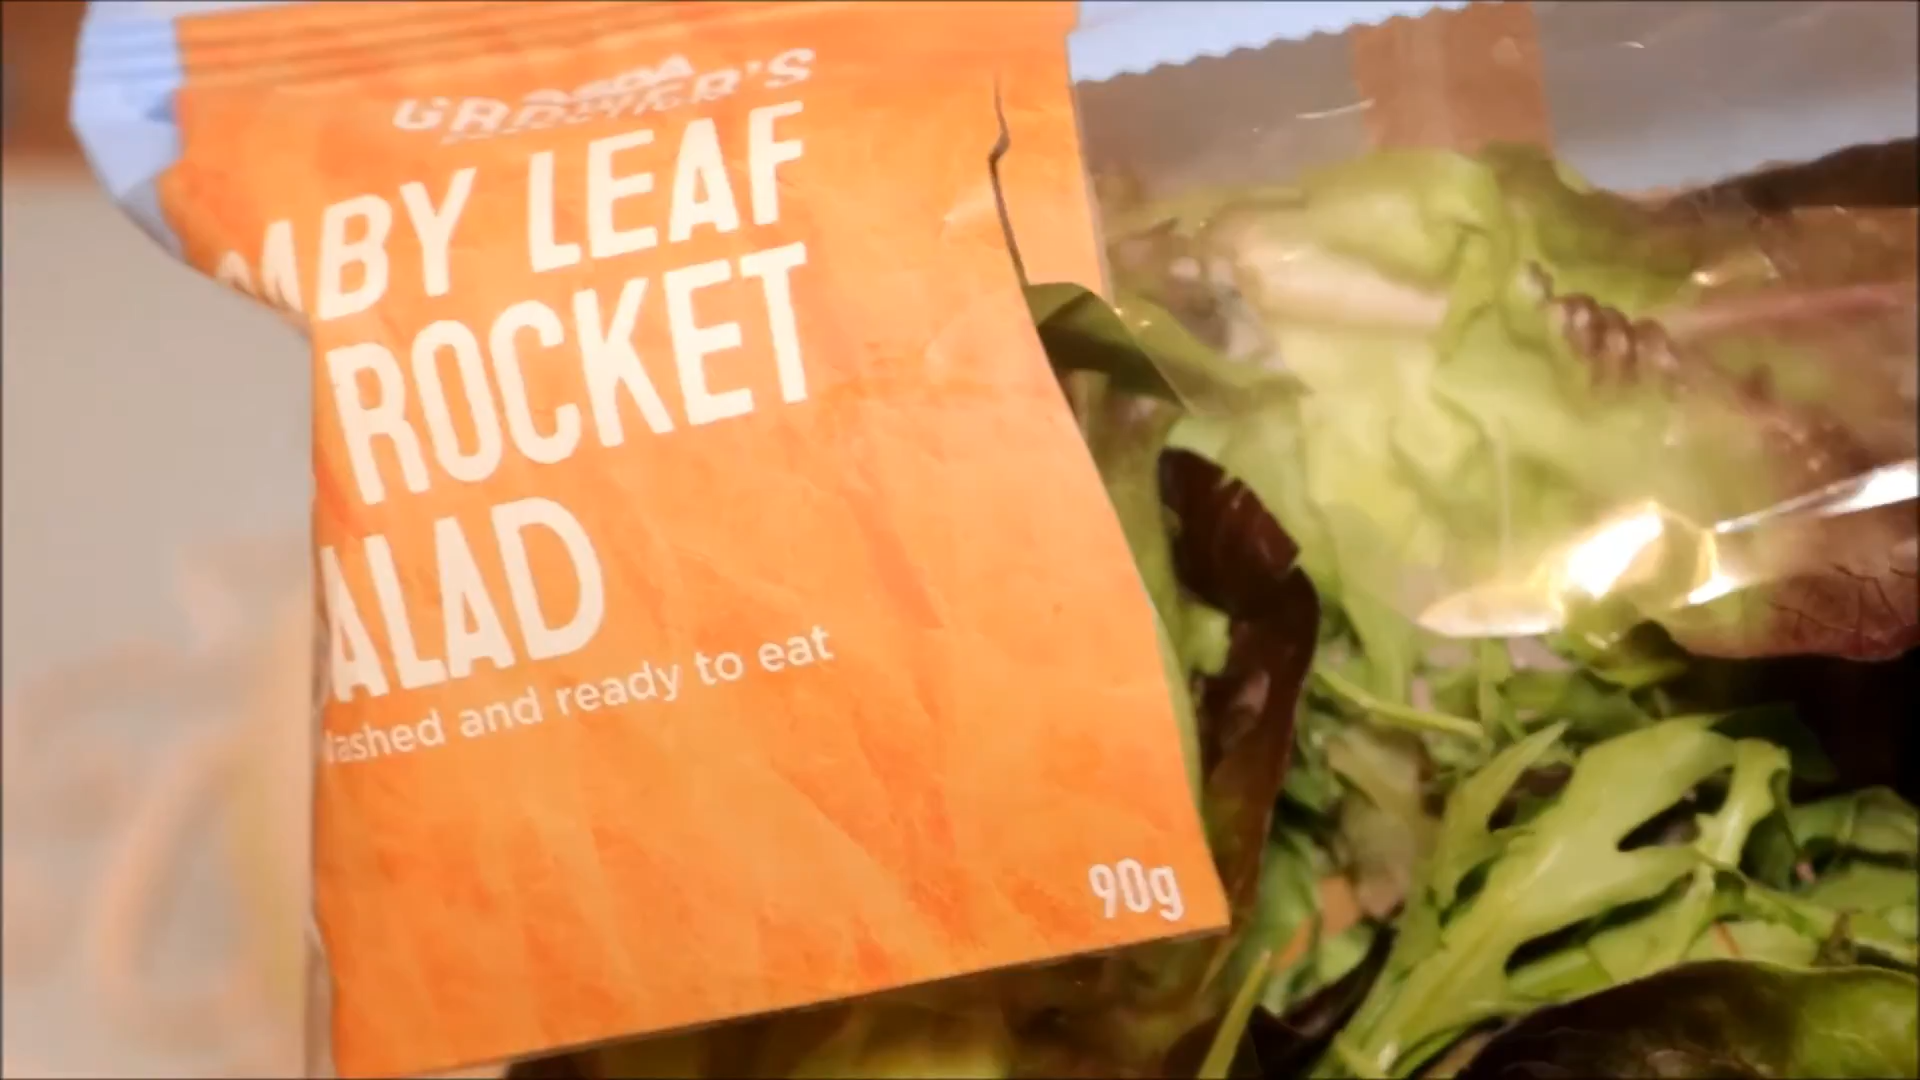 ABY LEAF
ROCKET
ALAD
ashed and ready to eat
90g